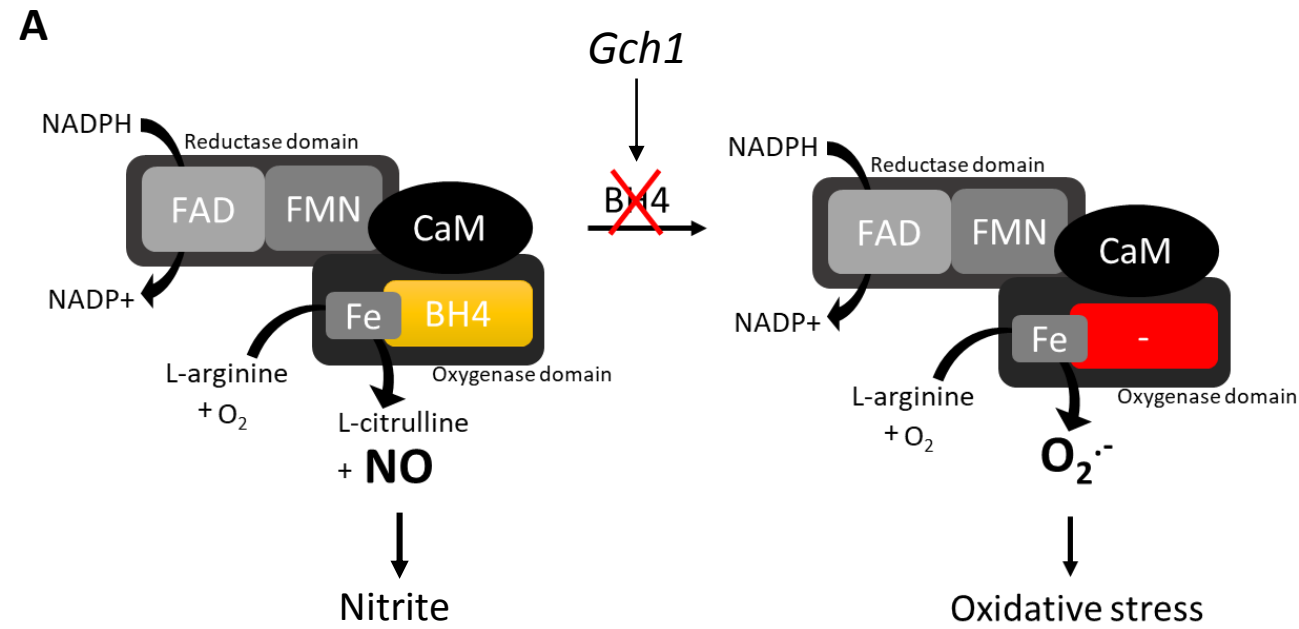 A
Gch1
BH4
NADPH
Reductase domain
FAD
FMN
CaM
NADP+
Fe
BH4
L-arginine
+ O₂
Oxygenase domain
L-citrulline
+ NO
Nitrite
NADPH
Reductase domain
FAD
FMN
CaM
NADP+
Fe
-
L-arginine
+ O₂
Oxygenase domain
O₂·-
Oxidative stress